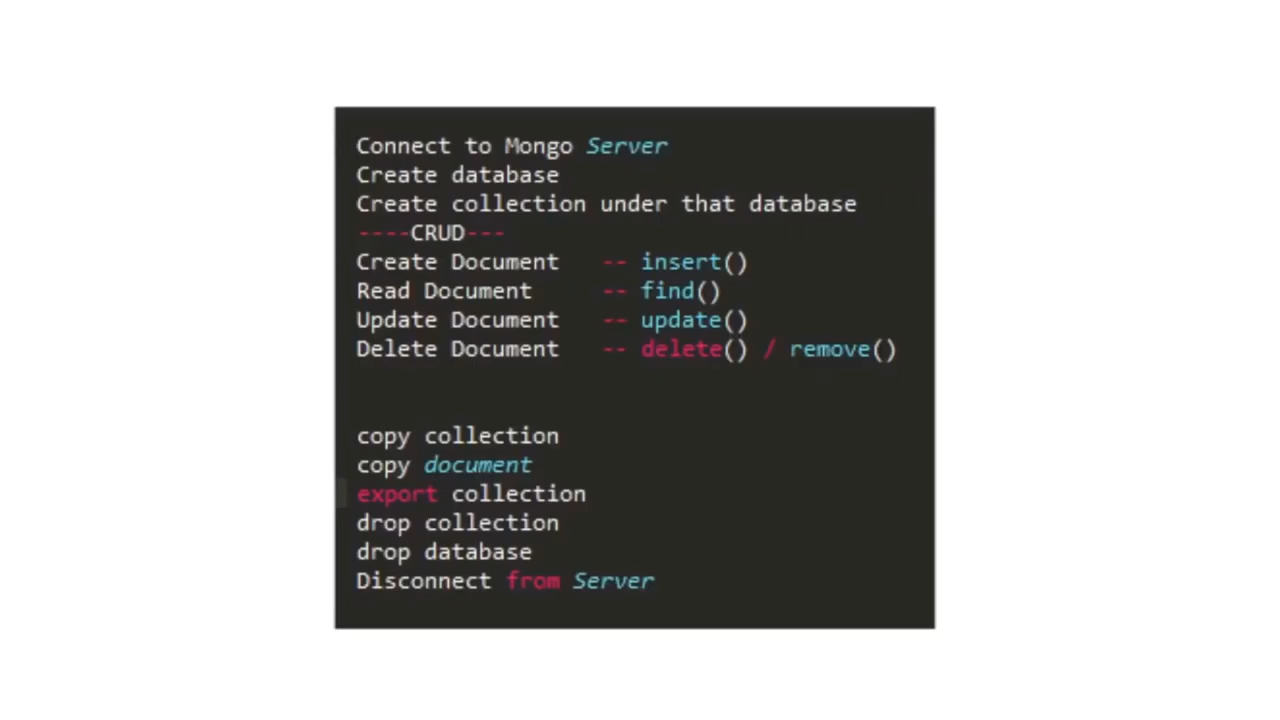 Connect to Mongo Server
Create database
Create collection under that database
----CRUD---
Create Document -- insert()
Read Document -- find()
Update Document -- update()
Delete Document -- delete() / remove()
copy collection
copy document
export collection
drop collection
drop database
Disconnect from Server